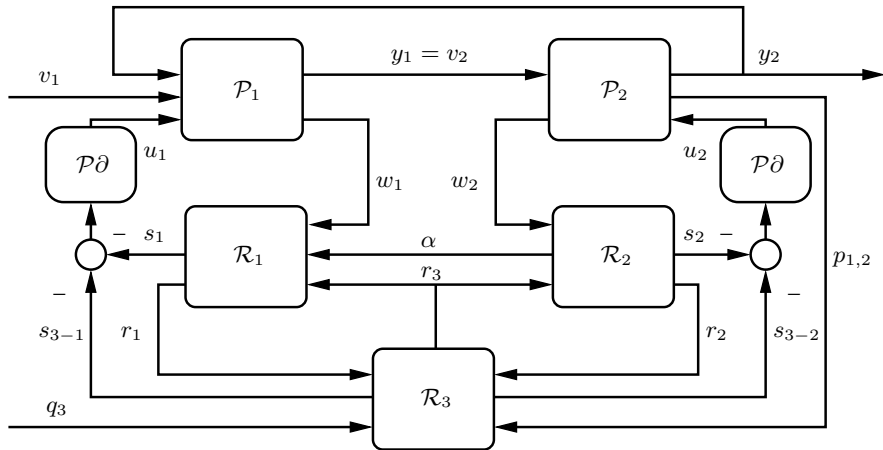 y₁ = v₂
y₂
v₁
𝒫₁
𝒫₂
𝒫∂
u₁
u₂
𝒫∂
w₁
w₂
–
s₁
ℛ₁
α
ℛ₂
s₂
–
r₃
p₁,₂
–
–
s₃₋₁
r₁
r₂
s₃₋₂
ℛ₃
q₃